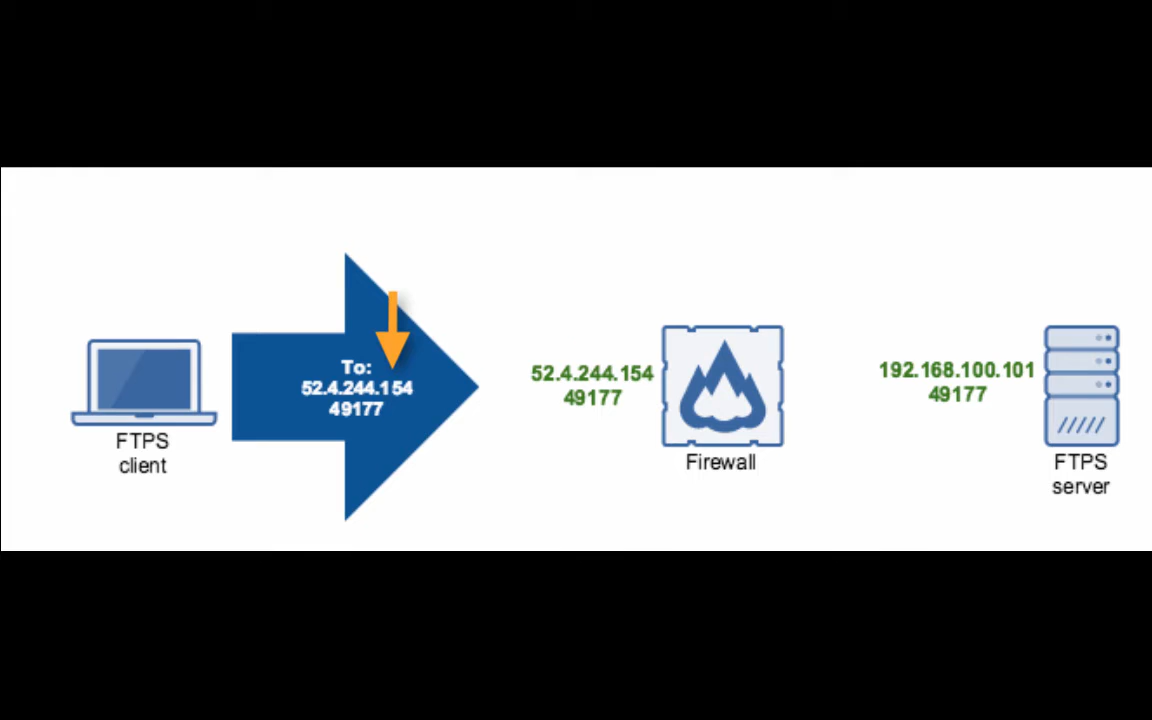 To:
52.4.244.154
49177
52.4.244.154
49177
192.168.100.101
49177
FTPS
client
Firewall
FTPS
server